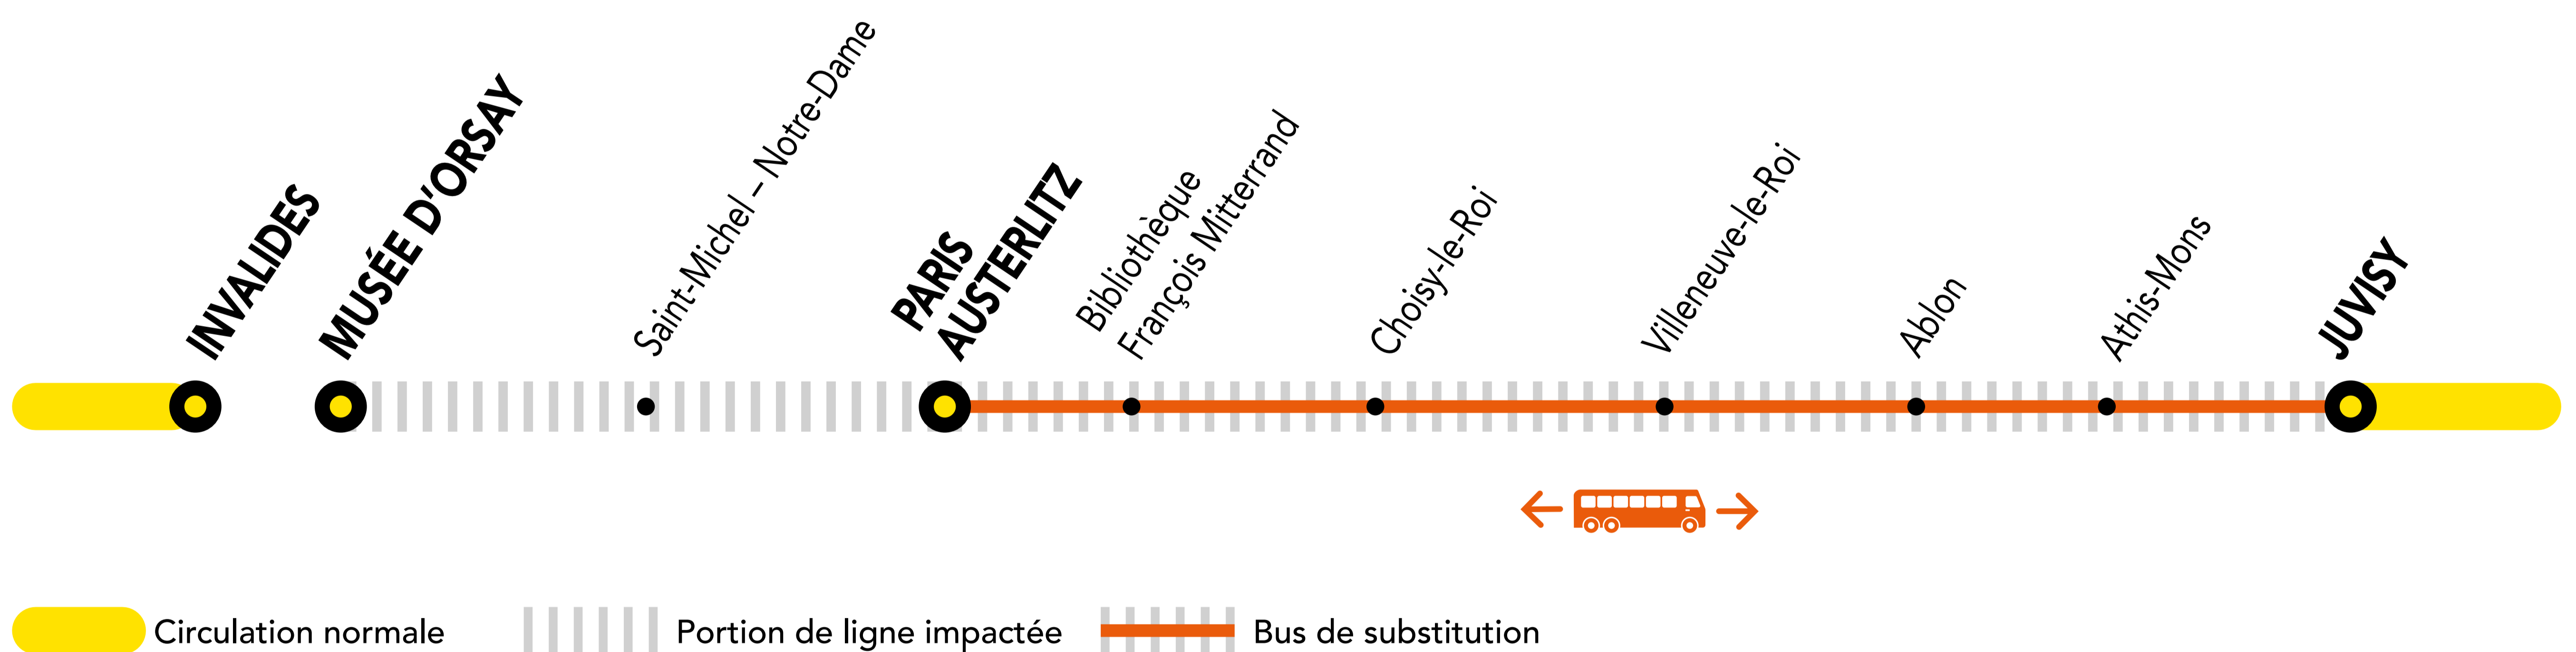 INVALIDES
MUSÉE D'ORSAY
Saint-Michel – Notre-Dame
PARIS
AUSTERLITZ
Bibliothèque
François Mitterrand
Choisy-le-Roi
Villeneuve-le-Roi
Ablon
Athis-Mons
JUVISY
Circulation normale
Portion de ligne impactée
Bus de substitution